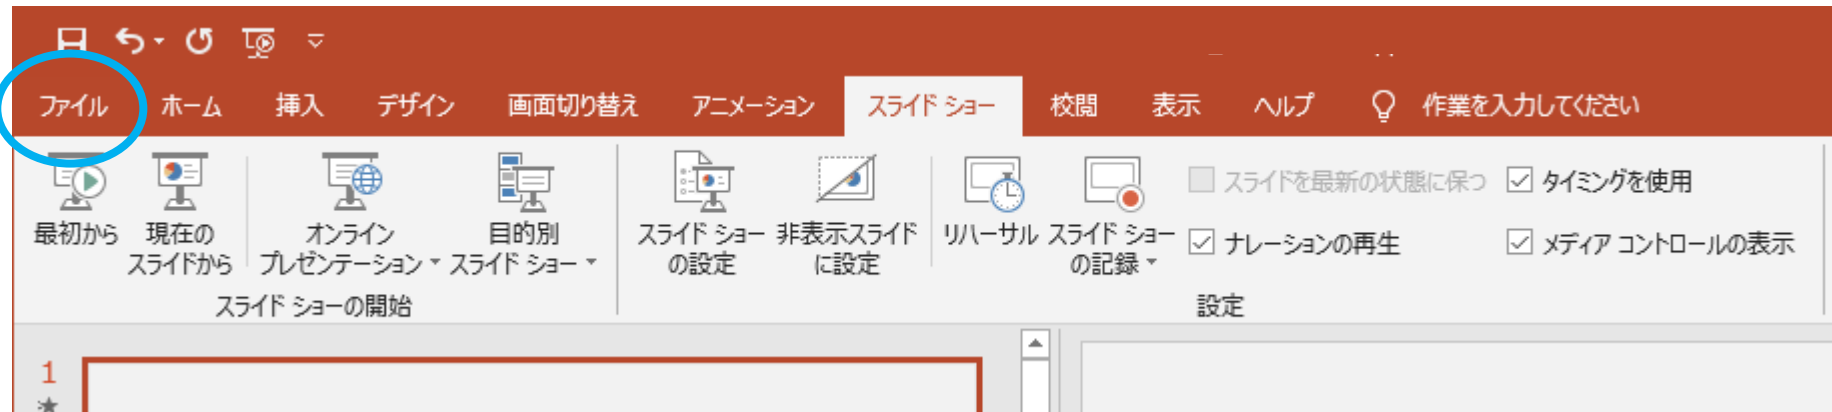 ファイル ホーム 挿入 デザイン 画面切り替え アニメーション スライド ショー 校閲 表示 ヘルプ 作業を入力してください
最初から
現在の
スライドから
オンライン
プレゼンテーション
目的別
スライド ショー
スライド ショー
の設定
非表示スライド
に設定
リハーサル
スライド ショー
の記録
スライドを最新の状態に保つ
タイミングを使用
ナレーションの再生
メディア コントロールの表示
スライド ショーの開始
設定
1